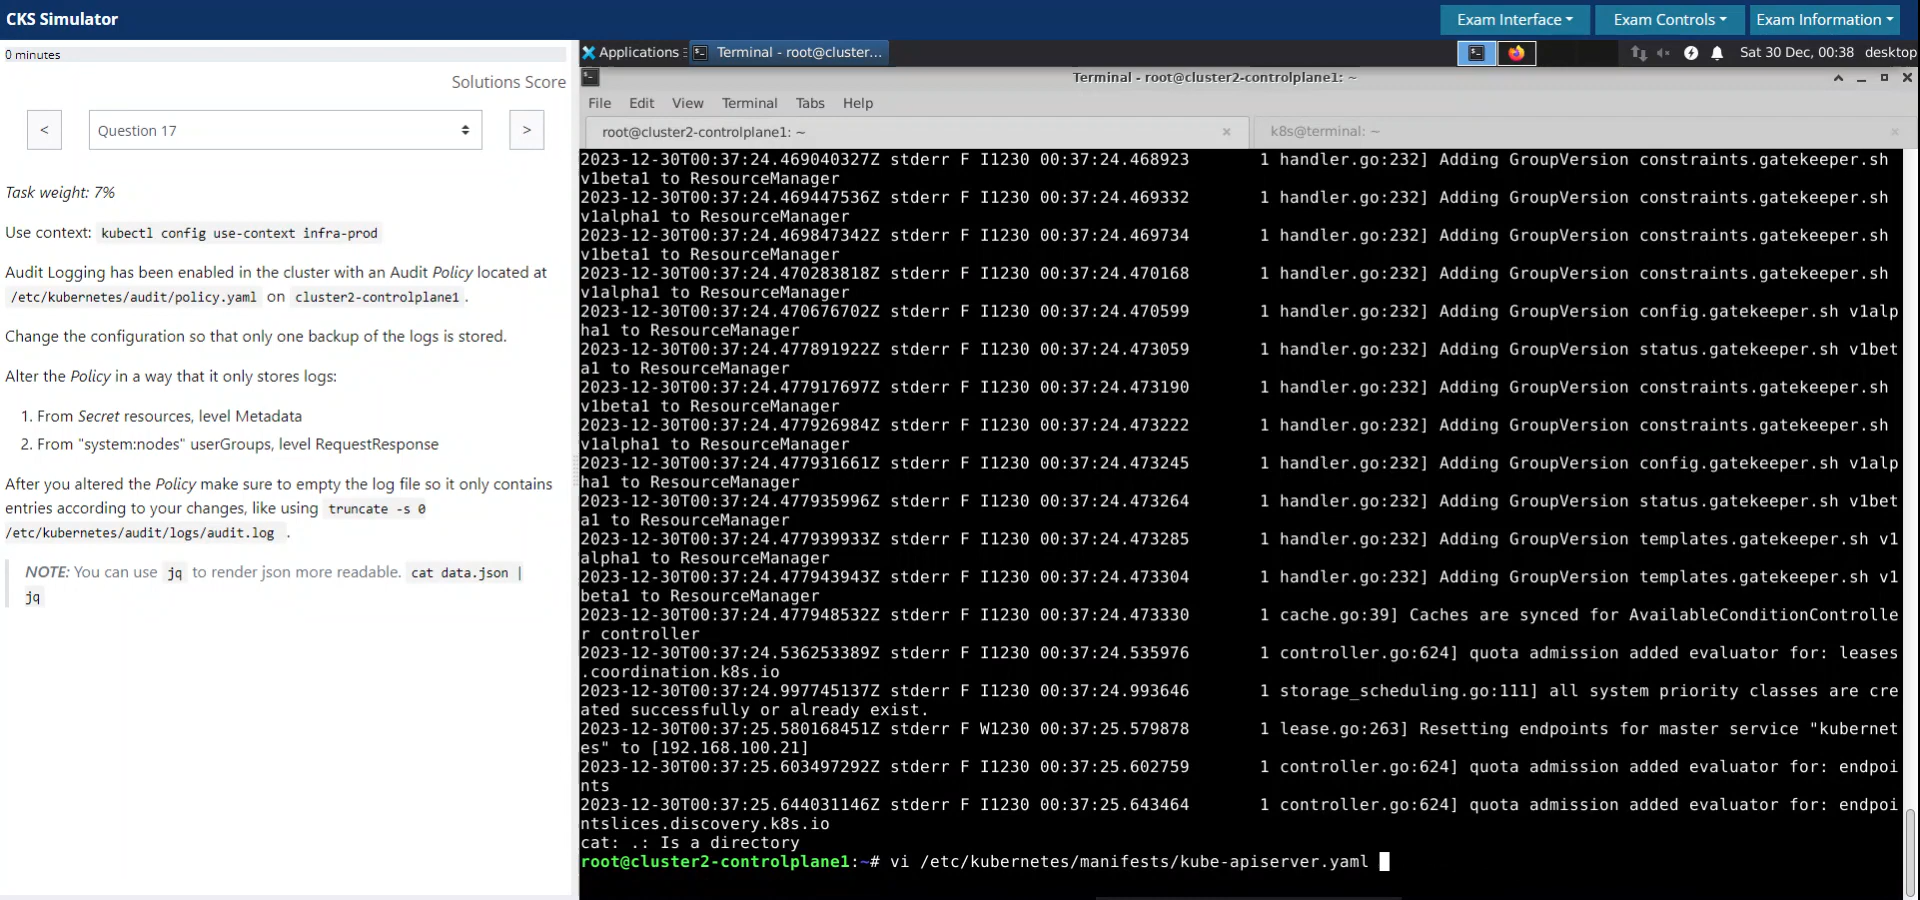 CKS Simulator
Exam Interface
Exam Controls
Exam Information
0 minutes
Solutions Score
<
Question 17
>
Task weight: 7%
Use context: kubectl config use-context infra-prod
Audit Logging has been enabled in the cluster with an Audit Policy located at
/etc/kubernetes/audit/policy.yaml on cluster2-controlplane1.
Change the configuration so that only one backup of the logs is stored.
Alter the Policy in a way that it only stores logs:
1. From Secret resources, level Metadata
2. From "system:nodes" userGroups, level RequestResponse
After you altered the Policy make sure to empty the log file so it only contains
entries according to your changes, like using truncate -s 0
/etc/kubernetes/audit/logs/audit.log .
NOTE: You can use jq to render json more readable. cat data.json |
jq
Applications
Terminal - root@cluster...
Sat 30 Dec, 00:38 desktop
Terminal - root@cluster2-controlplane1: ~
File Edit View Terminal Tabs Help
root@cluster2-controlplane1: ~
k8s@terminal: ~
2023-12-30T00:37:24.469040327Z stderr F I1230 00:37:24.468923 1 handler.go:232] Adding GroupVersion constraints.gatekeeper.sh
v1beta1 to ResourceManager
2023-12-30T00:37:24.469447536Z stderr F I1230 00:37:24.469332 1 handler.go:232] Adding GroupVersion constraints.gatekeeper.sh
v1alpha1 to ResourceManager
2023-12-30T00:37:24.469847342Z stderr F I1230 00:37:24.469734 1 handler.go:232] Adding GroupVersion constraints.gatekeeper.sh
v1beta1 to ResourceManager
2023-12-30T00:37:24.470283818Z stderr F I1230 00:37:24.470168 1 handler.go:232] Adding GroupVersion constraints.gatekeeper.sh
v1alpha1 to ResourceManager
2023-12-30T00:37:24.470676702Z stderr F I1230 00:37:24.470599 1 handler.go:232] Adding GroupVersion config.gatekeeper.sh v1alp
ha1 to ResourceManager
2023-12-30T00:37:24.477891922Z stderr F I1230 00:37:24.473059 1 handler.go:232] Adding GroupVersion status.gatekeeper.sh v1bet
a1 to ResourceManager
2023-12-30T00:37:24.477917697Z stderr F I1230 00:37:24.473190 1 handler.go:232] Adding GroupVersion constraints.gatekeeper.sh
v1beta1 to ResourceManager
2023-12-30T00:37:24.477926984Z stderr F I1230 00:37:24.473222 1 handler.go:232] Adding GroupVersion constraints.gatekeeper.sh
v1alpha1 to ResourceManager
2023-12-30T00:37:24.477931661Z stderr F I1230 00:37:24.473245 1 handler.go:232] Adding GroupVersion config.gatekeeper.sh v1alp
ha1 to ResourceManager
2023-12-30T00:37:24.477935996Z stderr F I1230 00:37:24.473264 1 handler.go:232] Adding GroupVersion status.gatekeeper.sh v1bet
a1 to ResourceManager
2023-12-30T00:37:24.477939933Z stderr F I1230 00:37:24.473285 1 handler.go:232] Adding GroupVersion templates.gatekeeper.sh v1
alpha1 to ResourceManager
2023-12-30T00:37:24.477943943Z stderr F I1230 00:37:24.473304 1 handler.go:232] Adding GroupVersion templates.gatekeeper.sh v1
beta1 to ResourceManager
2023-12-30T00:37:24.477948532Z stderr F I1230 00:37:24.473330 1 cache.go:39] Caches are synced for AvailableConditionControlle
r controller
2023-12-30T00:37:24.536253389Z stderr F I1230 00:37:24.535976 1 controller.go:624] quota admission added evaluator for: leases
.coordination.k8s.io
2023-12-30T00:37:24.997745137Z stderr F I1230 00:37:24.993646 1 storage_scheduling.go:111] all system priority classes are cre
ated successfully or already exist.
2023-12-30T00:37:25.580168451Z stderr F W1230 00:37:25.579878 1 lease.go:263] Resetting endpoints for master service "kubernet
es" to [192.168.100.21]
2023-12-30T00:37:25.603497292Z stderr F I1230 00:37:25.602759 1 controller.go:624] quota admission added evaluator for: endpoi
nts
2023-12-30T00:37:25.644031146Z stderr F I1230 00:37:25.643464 1 controller.go:624] quota admission added evaluator for: endpoi
ntslices.discovery.k8s.io
cat: .: Is a directory
root@cluster2-controlplane1:~# vi /etc/kubernetes/manifests/kube-apiserver.yaml